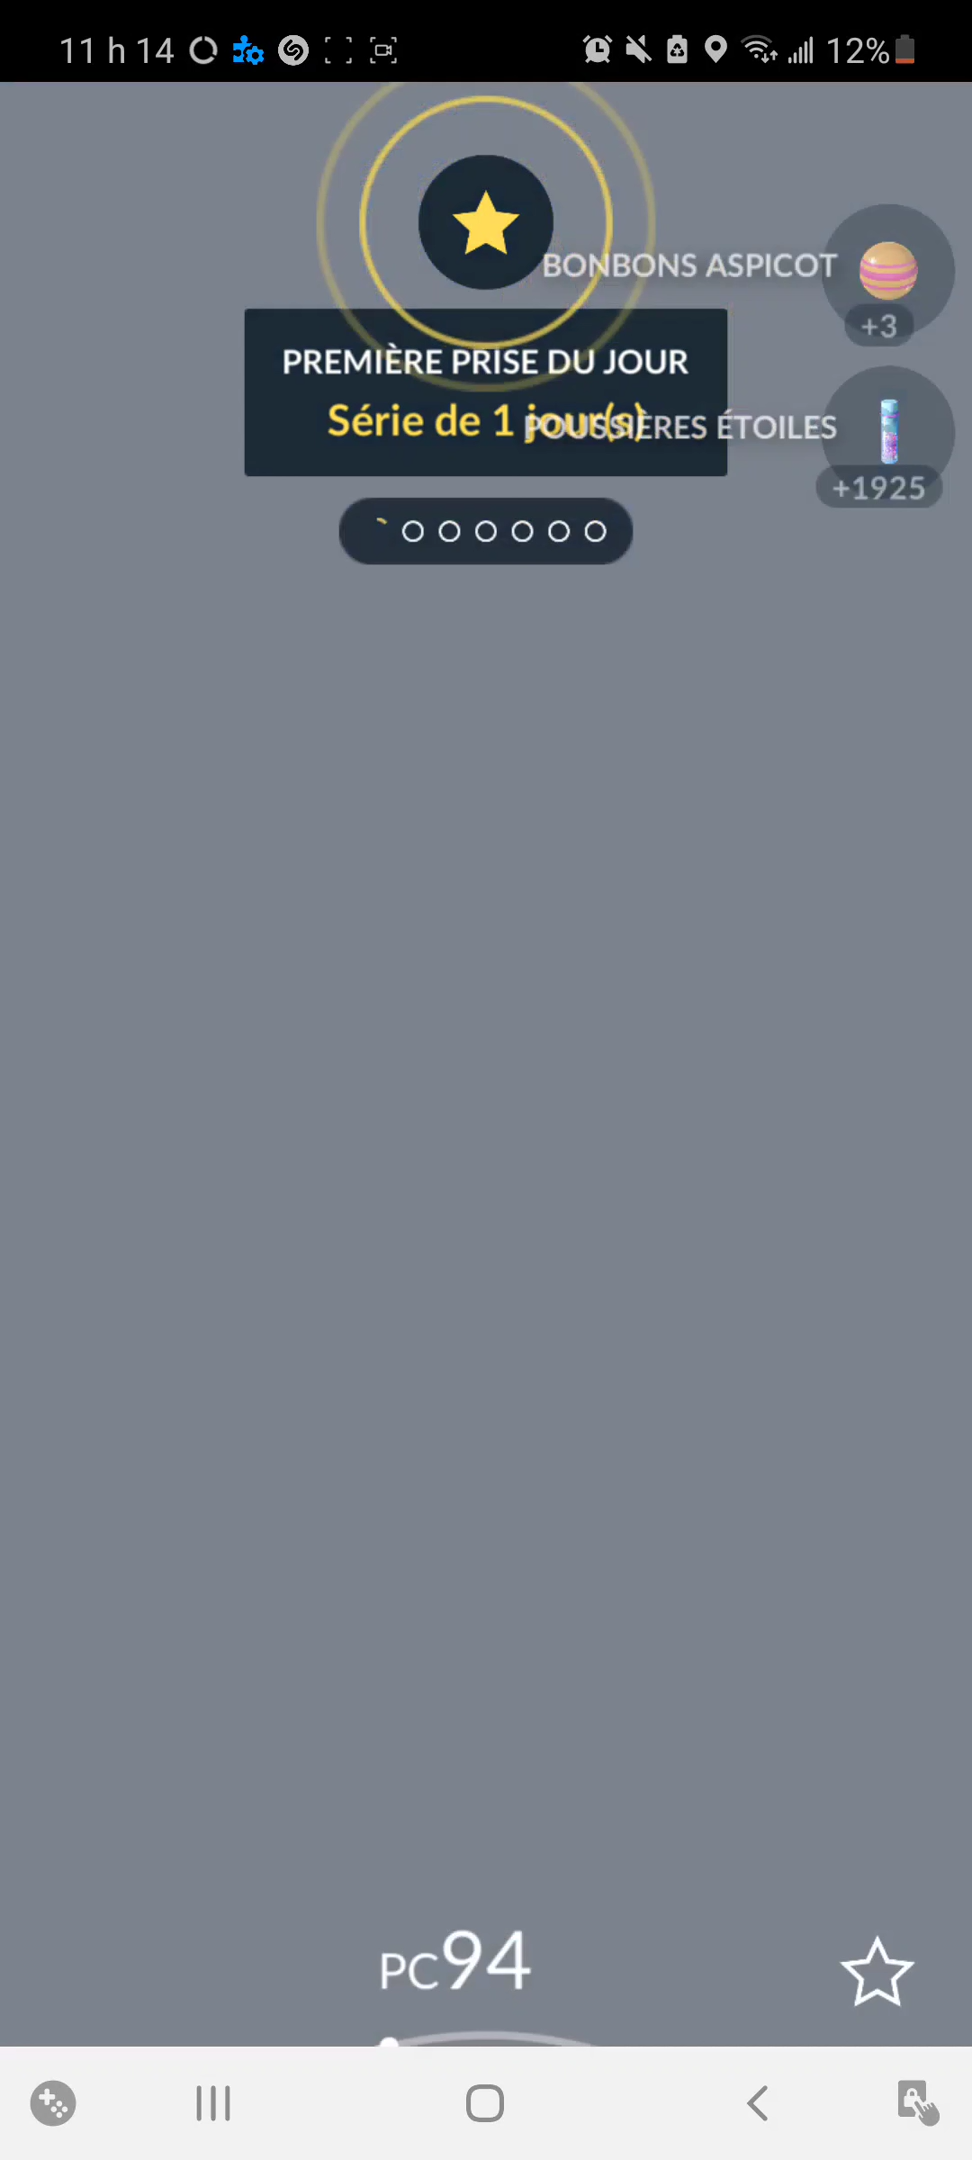 11 h 14
12%
BONBONS ASPICOT
+3
PREMIÈRE PRISE DU JOUR
Série de 1 jour(s)
POUSSIÈRES ÉTOILES
+1925
PC94